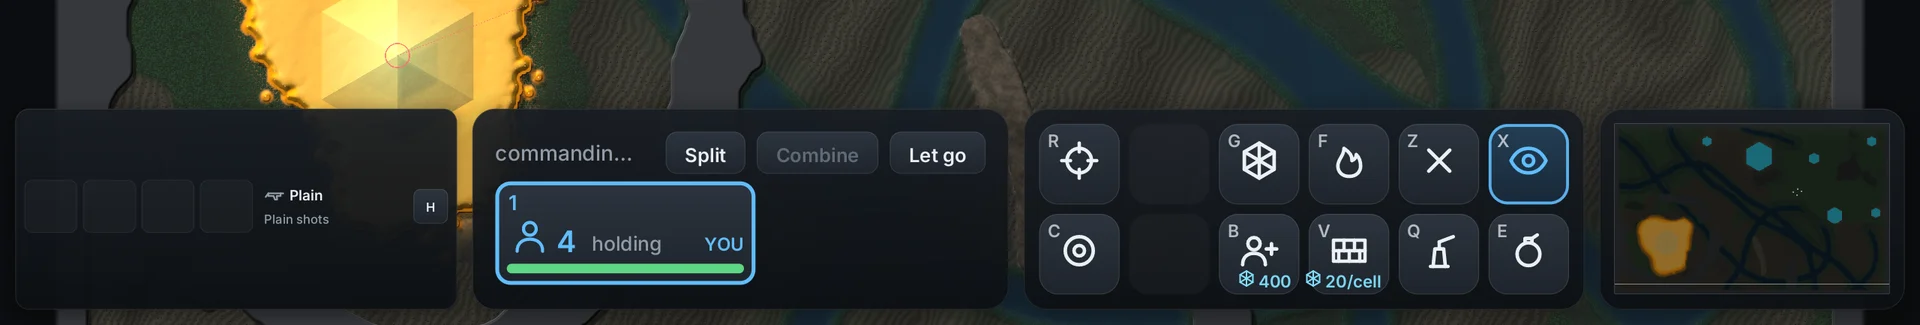 Plain
Plain shots
H
commandin...
Split
Combine
Let go
1
4 holding YOU
R
G
F
Z
X
C
B
V
Q
E
400
20/cell